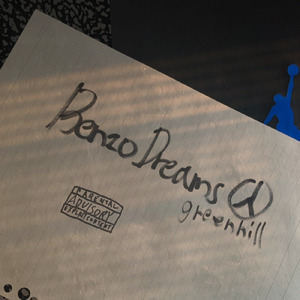 Benzo Dreams @
greenhill
PARENTAL
ADVISORY
EXPLICIT CONTENT